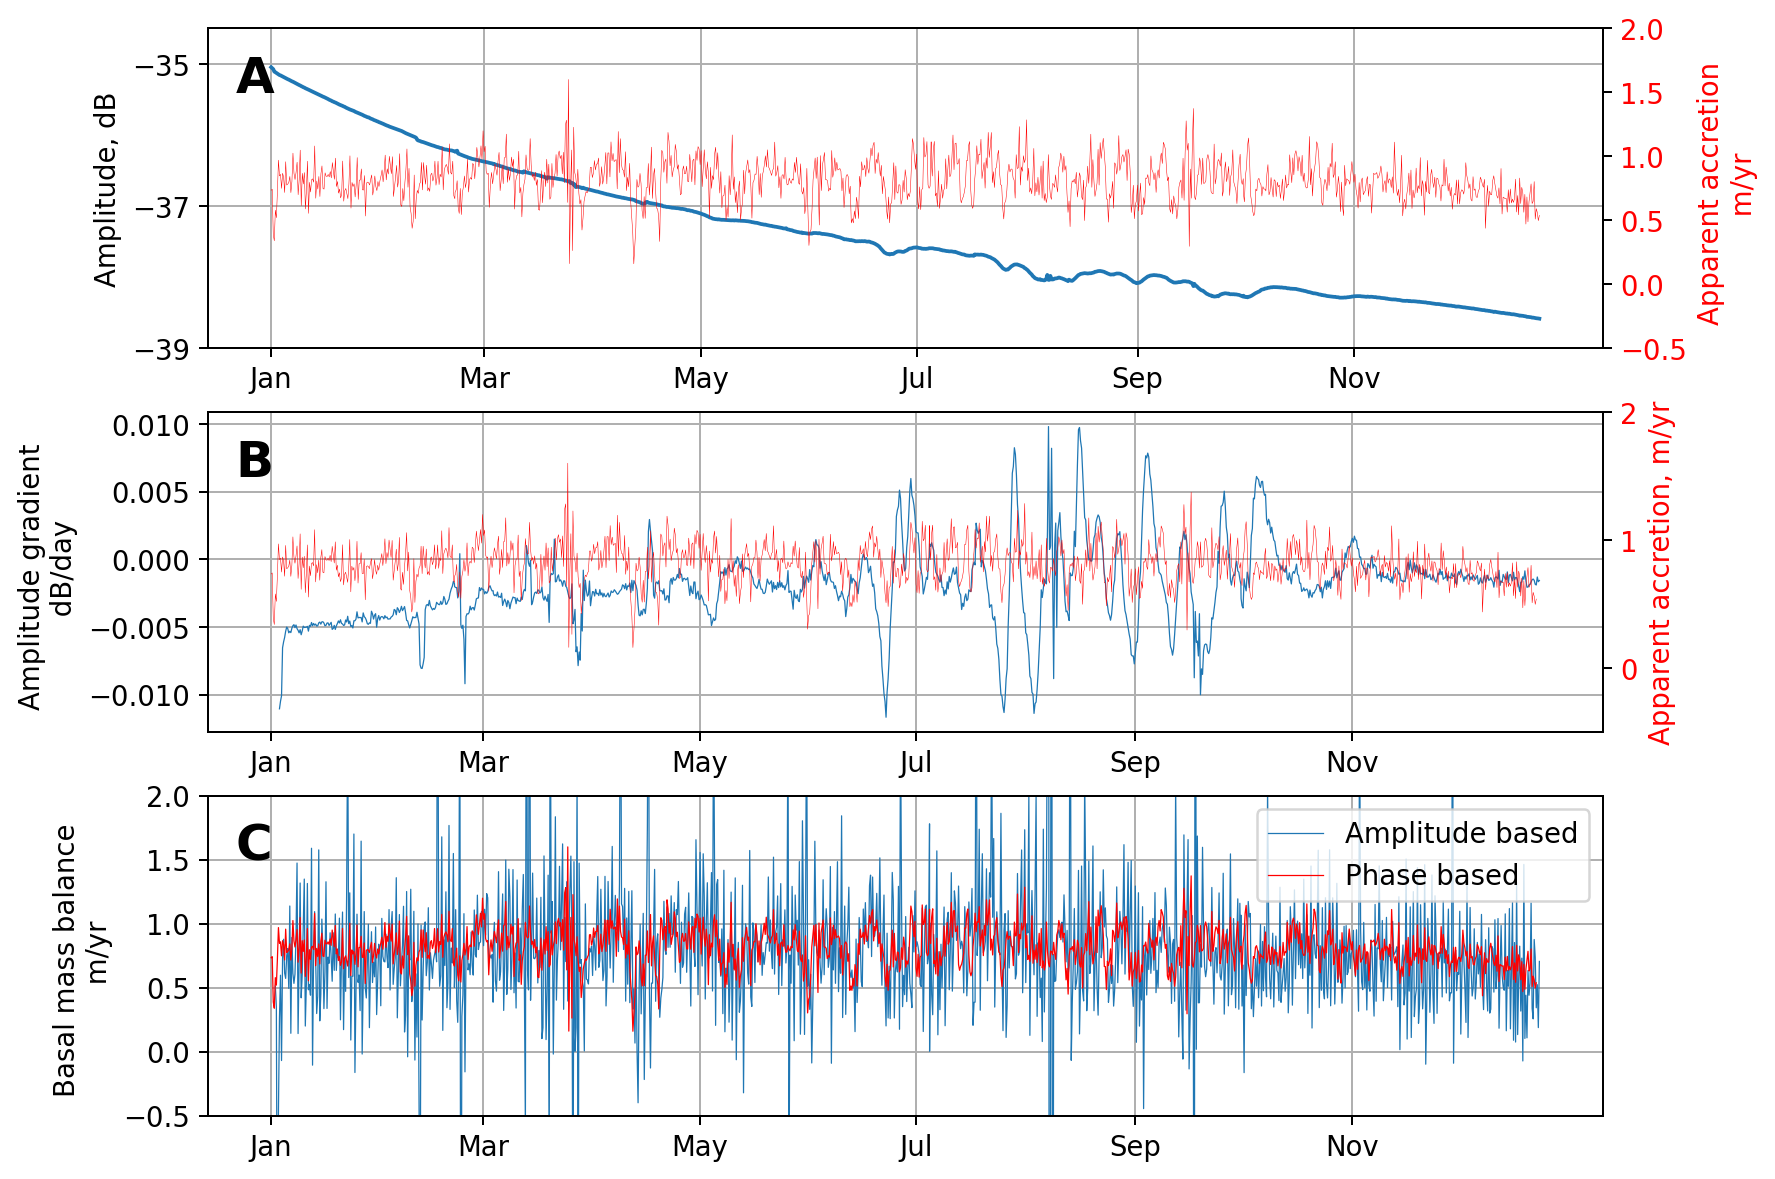 A
−35
−37
−39
Amplitude, dB
2.0
1.5
1.0
0.5
0.0
−0.5
Apparent accretion
m/yr
Jan
Mar
May
Jul
Sep
Nov
B
0.010
0.005
0.000
−0.005
−0.010
Amplitude gradient
dB/day
2
1
0
Apparent accretion, m/yr
Jan
Mar
May
Jul
Sep
Nov
C
2.0
1.5
1.0
0.5
0.0
−0.5
Basal mass balance
m/yr
Amplitude based
Phase based
Jan
Mar
May
Jul
Sep
Nov